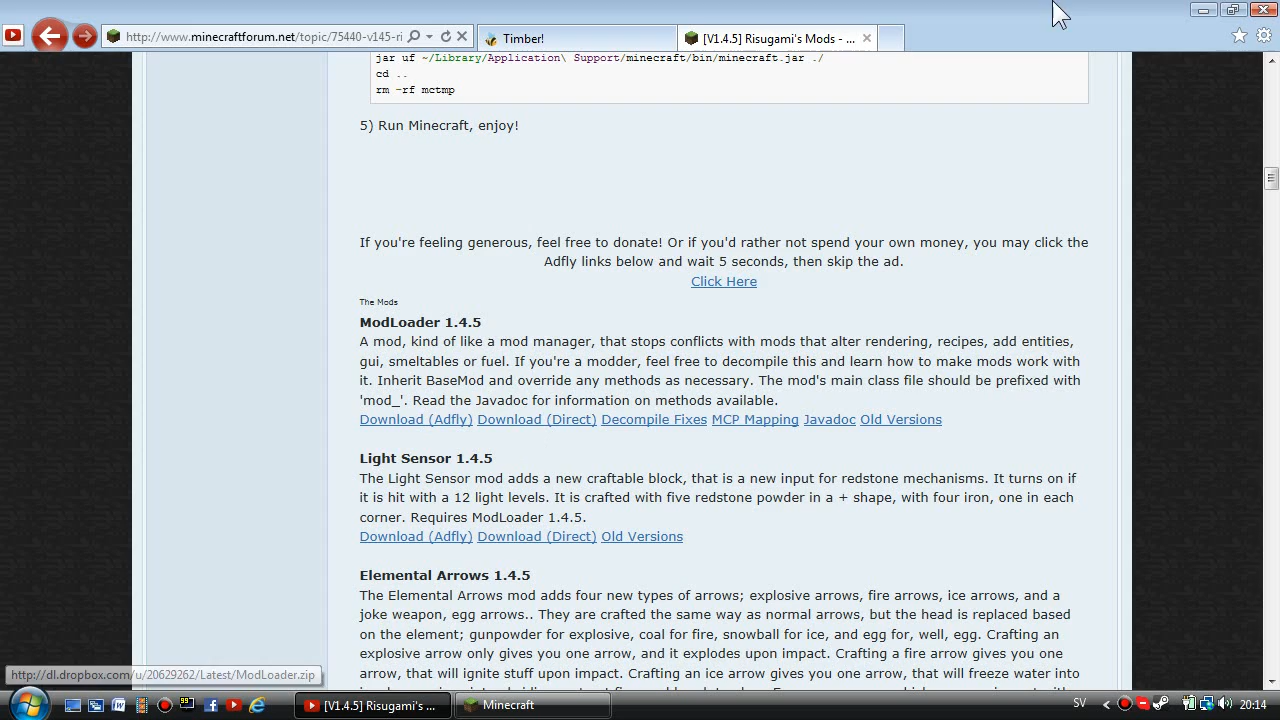 http://www.minecraftforum.net/topic/75440-v145-ri
Timber!
[V1.4.5] Risugami's Mods - ...
jar uf ~/Library/Application\ Support/minecraft/bin/minecraft.jar ./
cd ..
rm -rf mctmp
5) Run Minecraft, enjoy!
If you're feeling generous, feel free to donate! Or if you'd rather not spend your own money, you may click the
Adfly links below and wait 5 seconds, then skip the ad.
Click Here
The Mods
ModLoader 1.4.5
A mod, kind of like a mod manager, that stops conflicts with mods that alter rendering, recipes, add entities,
gui, smeltables or fuel. If you're a modder, feel free to decompile this and learn how to make mods work with
it. Inherit BaseMod and override any methods as necessary. The mod's main class file should be prefixed with
'mod_'. Read the Javadoc for information on methods available.
Download (Adfly) Download (Direct) Decompile Fixes MCP Mapping Javadoc Old Versions
Light Sensor 1.4.5
The Light Sensor mod adds a new craftable block, that is a new input for redstone mechanisms. It turns on if
it is hit with a 12 light levels. It is crafted with five redstone powder in a + shape, with four iron, one in each
corner. Requires ModLoader 1.4.5.
Download (Adfly) Download (Direct) Old Versions
Elemental Arrows 1.4.5
The Elemental Arrows mod adds four new types of arrows; explosive arrows, fire arrows, ice arrows, and a
joke weapon, egg arrows.. They are crafted the same way as normal arrows, but the head is replaced based
on the element; gunpowder for explosive, coal for fire, snowball for ice, and egg for, well, egg. Crafting an
explosive arrow only gives you one arrow, and it explodes upon impact. Crafting a fire arrow gives you one
arrow, that will ignite stuff upon impact. Crafting an ice arrow gives you one arrow, that will freeze water into
http://dl.dropbox.com/u/20629262/Latest/ModLoader.zip
[V1.4.5] Risugami's ...
Minecraft
SV
20:14